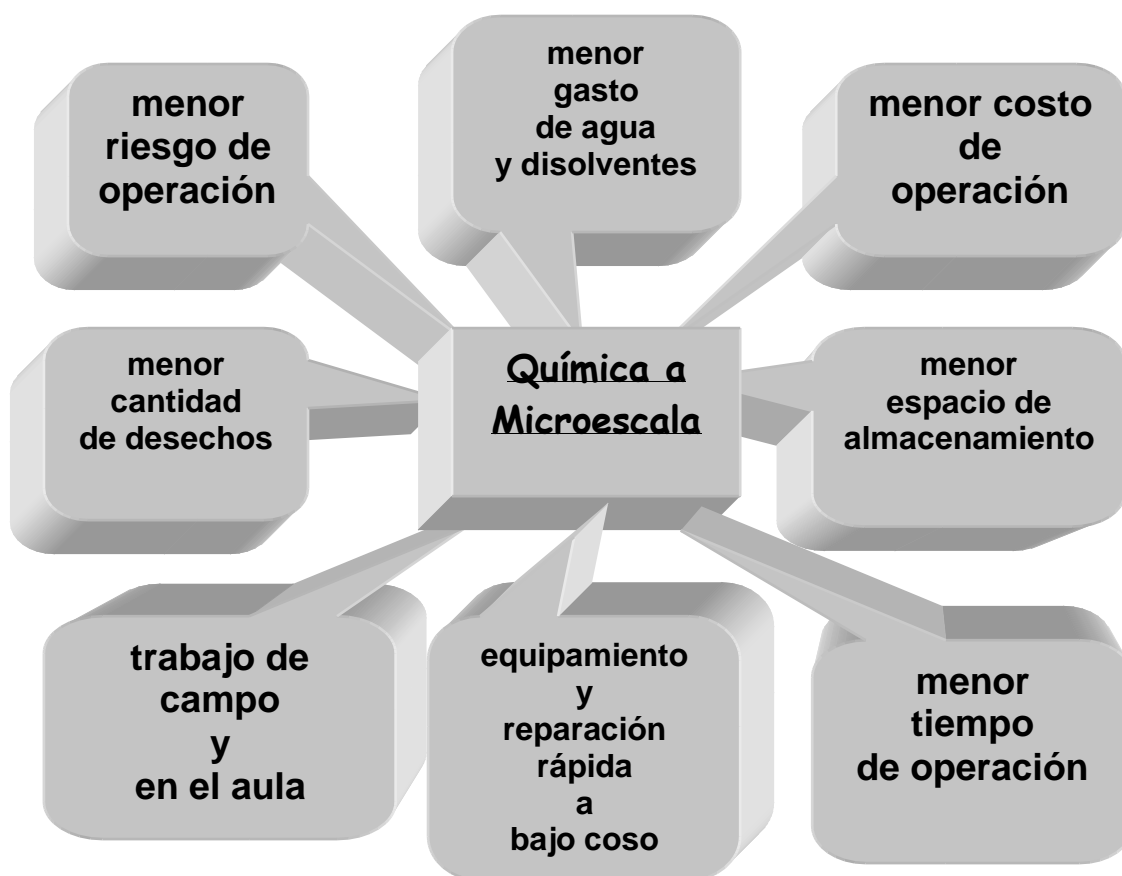 menor
riesgo de
operación
menor
gasto
de agua
y disolventes
menor costo
de
operación
menor
cantidad
de desechos
Química a
Microescala
menor
espacio de
almacenamiento
trabajo de
campo
y
en el aula
equipamiento
y
reparación
rápida
a
bajo coso
menor
tiempo
de operación